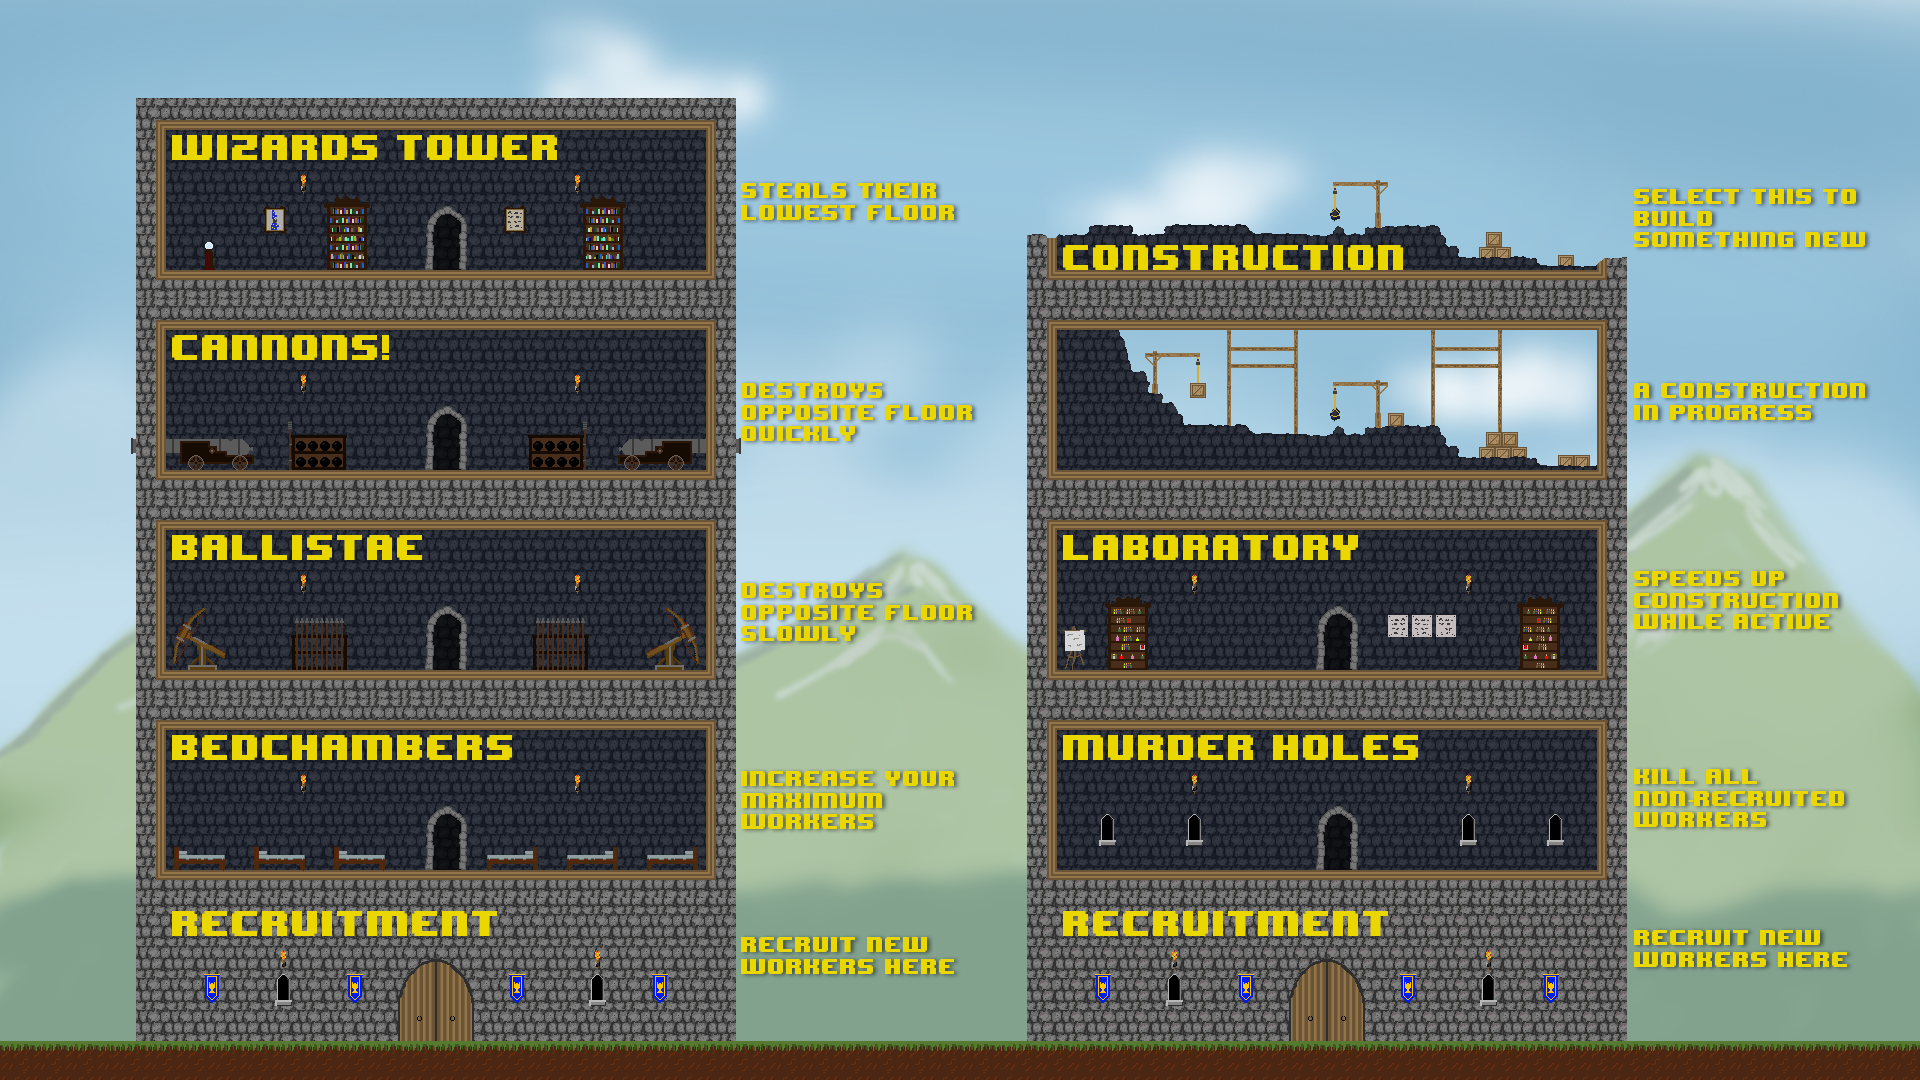 WIZARDS TOWER
STEALS THEIR
LOWEST FLOOR
CANNONS!
DESTROYS
OPPOSITE FLOOR
QUICKLY
BALLISTAE
DESTROYS
OPPOSITE FLOOR
SLOWLY
BEDCHAMBERS
INCREASE YOUR
MAXIMUM
WORKERS
RECRUITMENT
RECRUIT NEW
WORKERS HERE
CONSTRUCTION
SELECT THIS TO
BUILD
SOMETHING NEW
A CONSTRUCTION
IN PROGRESS
LABORATORY
SPEEDS UP
CONSTRUCTION
WHILE ACTIVE
MURDER HOLES
KILL ALL
NON-RECRUITED
WORKERS
RECRUITMENT
RECRUIT NEW
WORKERS HERE